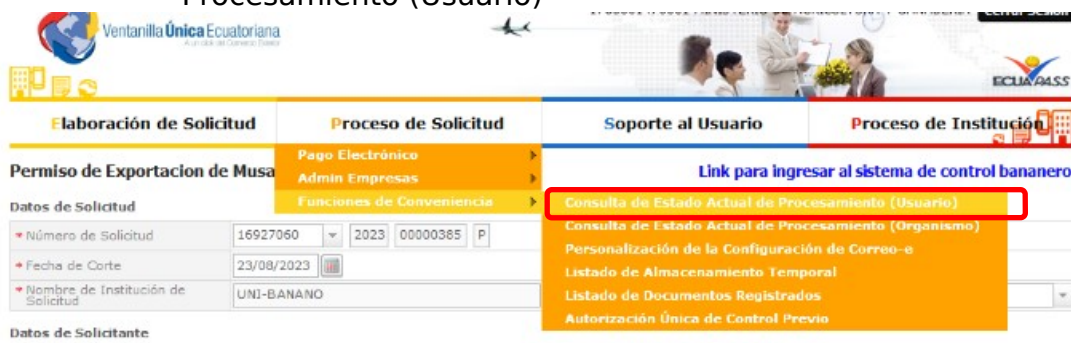 Procesamiento (Usuario)
Ventanilla Única Ecuatoriana
ECUAPASS
Elaboración de Solicitud
Proceso de Solicitud
Soporte al Usuario
Proceso de Institución
Permiso de Exportacion de Musa
Pago Electrónico
Admin Empresas
Funciones de Conveniencia
Link para ingresar al sistema de control bananero
Consulta de Estado Actual de Procesamiento (Usuario)
Consulta de Estado Actual de Procesamiento (Organismo)
Personalización de la Configuración de Correo-e
Listado de Almacenamiento Temporal
Listado de Documentos Registrados
Autorización Única de Control Previo
Datos de Solicitud
Número de Solicitud 16927060 2023 00000385 P
Fecha de Corte 23/08/2023
Nombre de Institución de
Solicitud
UNI-BANANO
Datos de Solicitante